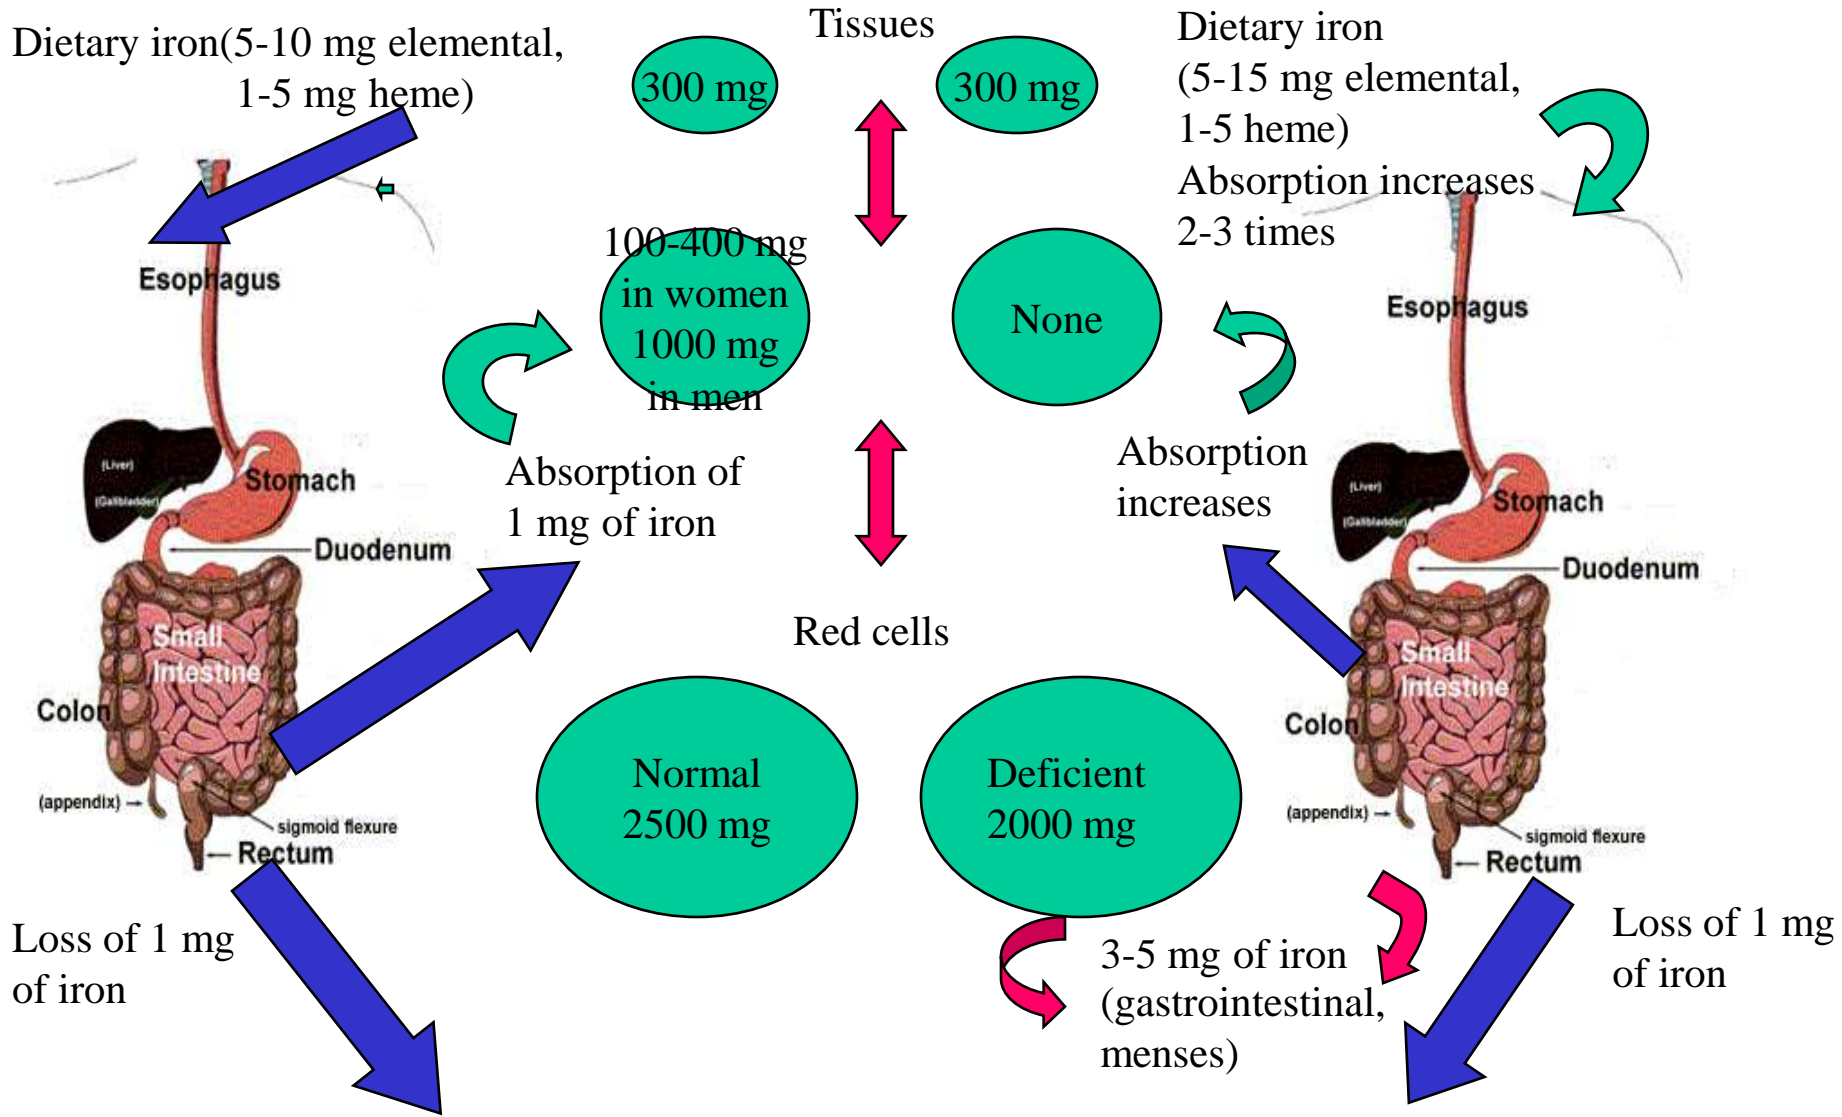 Dietary iron(5-10 mg elemental,
1-5 mg heme)
Tissues
300 mg
300 mg
Dietary iron
(5-15 mg elemental,
1-5 heme)
Absorption increases
2-3 times
100-400 mg
in women
1000 mg
in men
None
Absorption of
1 mg of iron
Absorption
increases
Red cells
Normal
2500 mg
Deficient
2000 mg
3-5 mg of iron
(gastrointestinal,
menses)
Loss of 1 mg
of iron
Loss of 1 mg
of iron
Esophagus
(Liver)
(Gallbladder)
Stomach
Duodenum
Small
Intestine
Colon
(appendix)
sigmoid flexure
Rectum
Esophagus
(Liver)
(Gallbladder)
Stomach
Duodenum
Small
Intestine
Colon
(appendix)
sigmoid flexure
Rectum